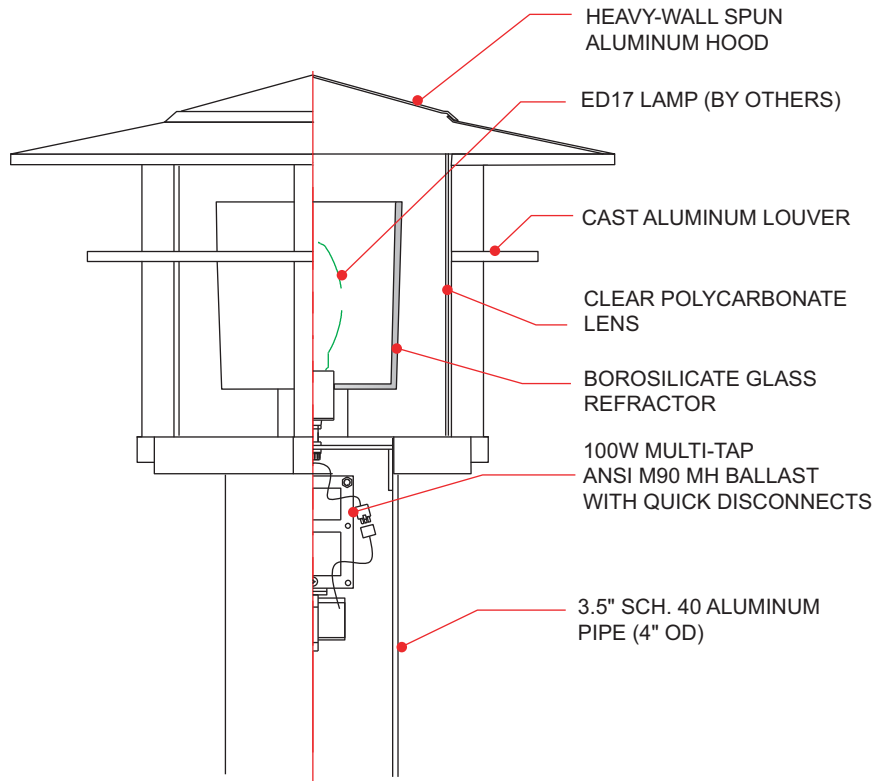 HEAVY-WALL SPUN
ALUMINUM HOOD
ED17 LAMP (BY OTHERS)
CAST ALUMINUM LOUVER
CLEAR POLYCARBONATE
LENS
BOROSILICATE GLASS
REFRACTOR
100W MULTI-TAP
ANSI M90 MH BALLAST
WITH QUICK DISCONNECTS
3.5" SCH. 40 ALUMINUM
PIPE (4" OD)